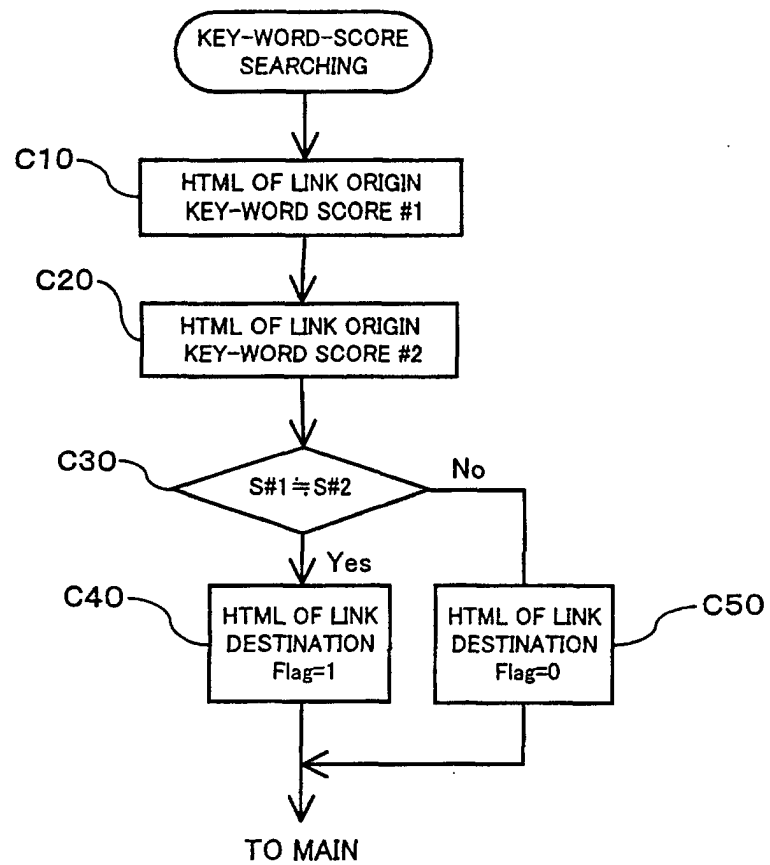 KEY-WORD-SCORE
SEARCHING
C10
HTML OF LINK ORIGIN
KEY-WORD SCORE #1
C20
HTML OF LINK ORIGIN
KEY-WORD SCORE #2
C30
S#1≒S#2
No
Yes
C40
HTML OF LINK
DESTINATION
Flag=1
HTML OF LINK
DESTINATION
Flag=0
C50
TO MAIN